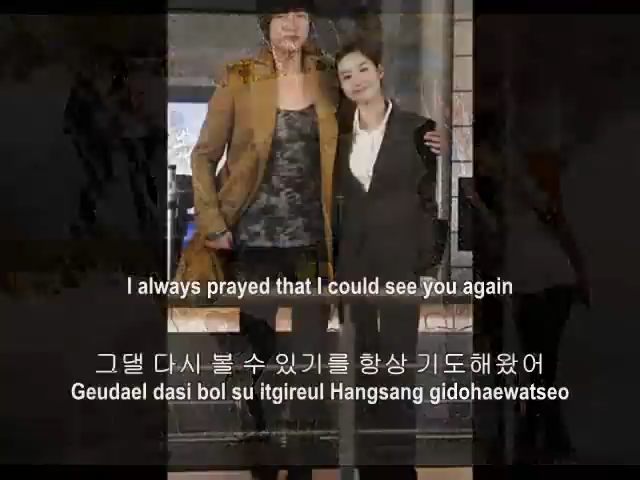 I always prayed that I could see you again
그댈 다시 볼 수 있기를 항상 기도해왔어
Geudael dasi bol su itgireul Hangsang gidohaewatseo